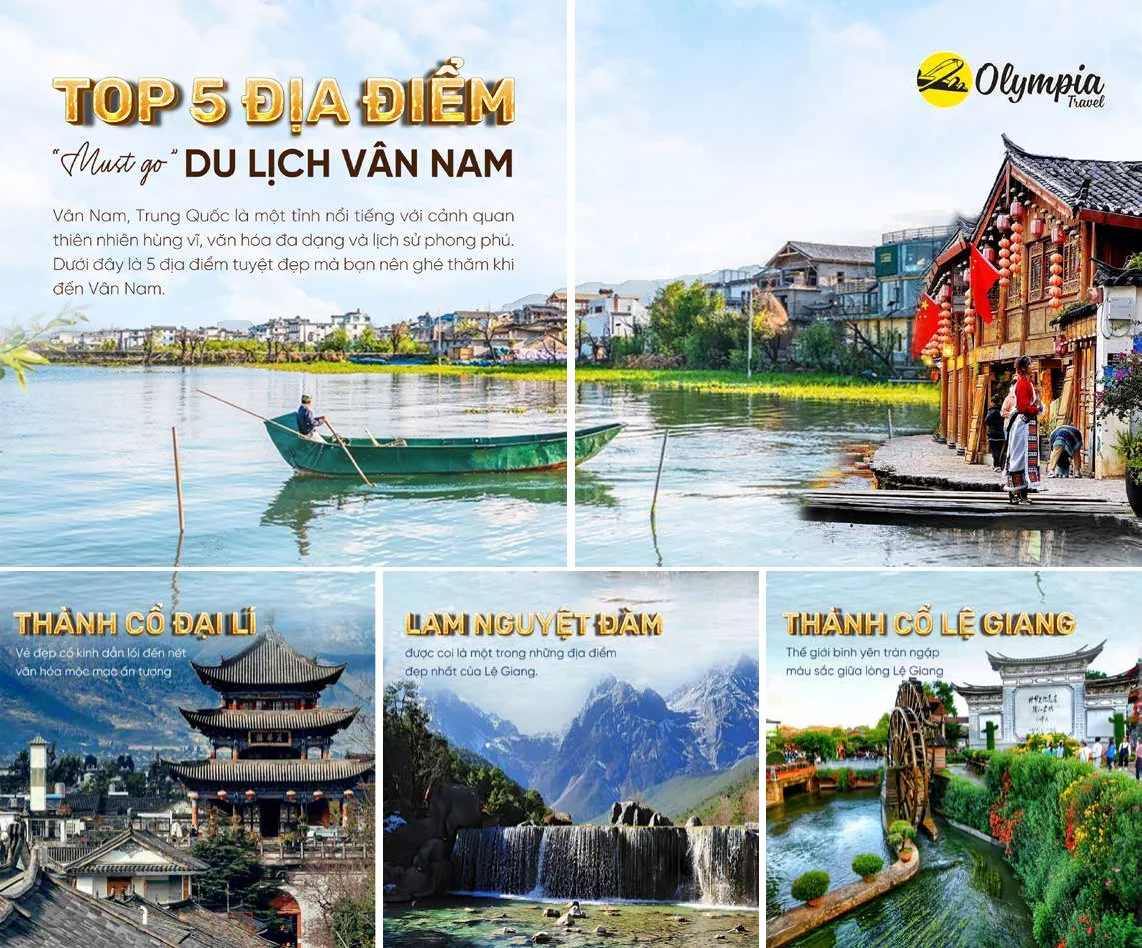 TOP 5 ĐỊA ĐIỂM
"Must go" DU LỊCH VÂN NAM
Vân Nam, Trung Quốc là một tỉnh nổi tiếng với cảnh quan
thiên nhiên hùng vĩ, văn hóa đa dạng và lịch sử phong phú.
Dưới đây là 5 địa điểm tuyệt đẹp mà bạn nên ghé thăm khi
đến Vân Nam.
Olympia
Travel
THÀNH CỔ ĐẠI LÍ
Vẻ đẹp cổ kính dẫn lối đến nét
văn hóa mộc mạc ấn tượng
LAM NGUYỆT ĐÀM
được coi là một trong những địa điểm
đẹp nhất của Lệ Giang.
THÀNH CỔ LỆ GIANG
Thế giới bình yên tràn ngập
màu sắc giữa lòng Lệ Giang